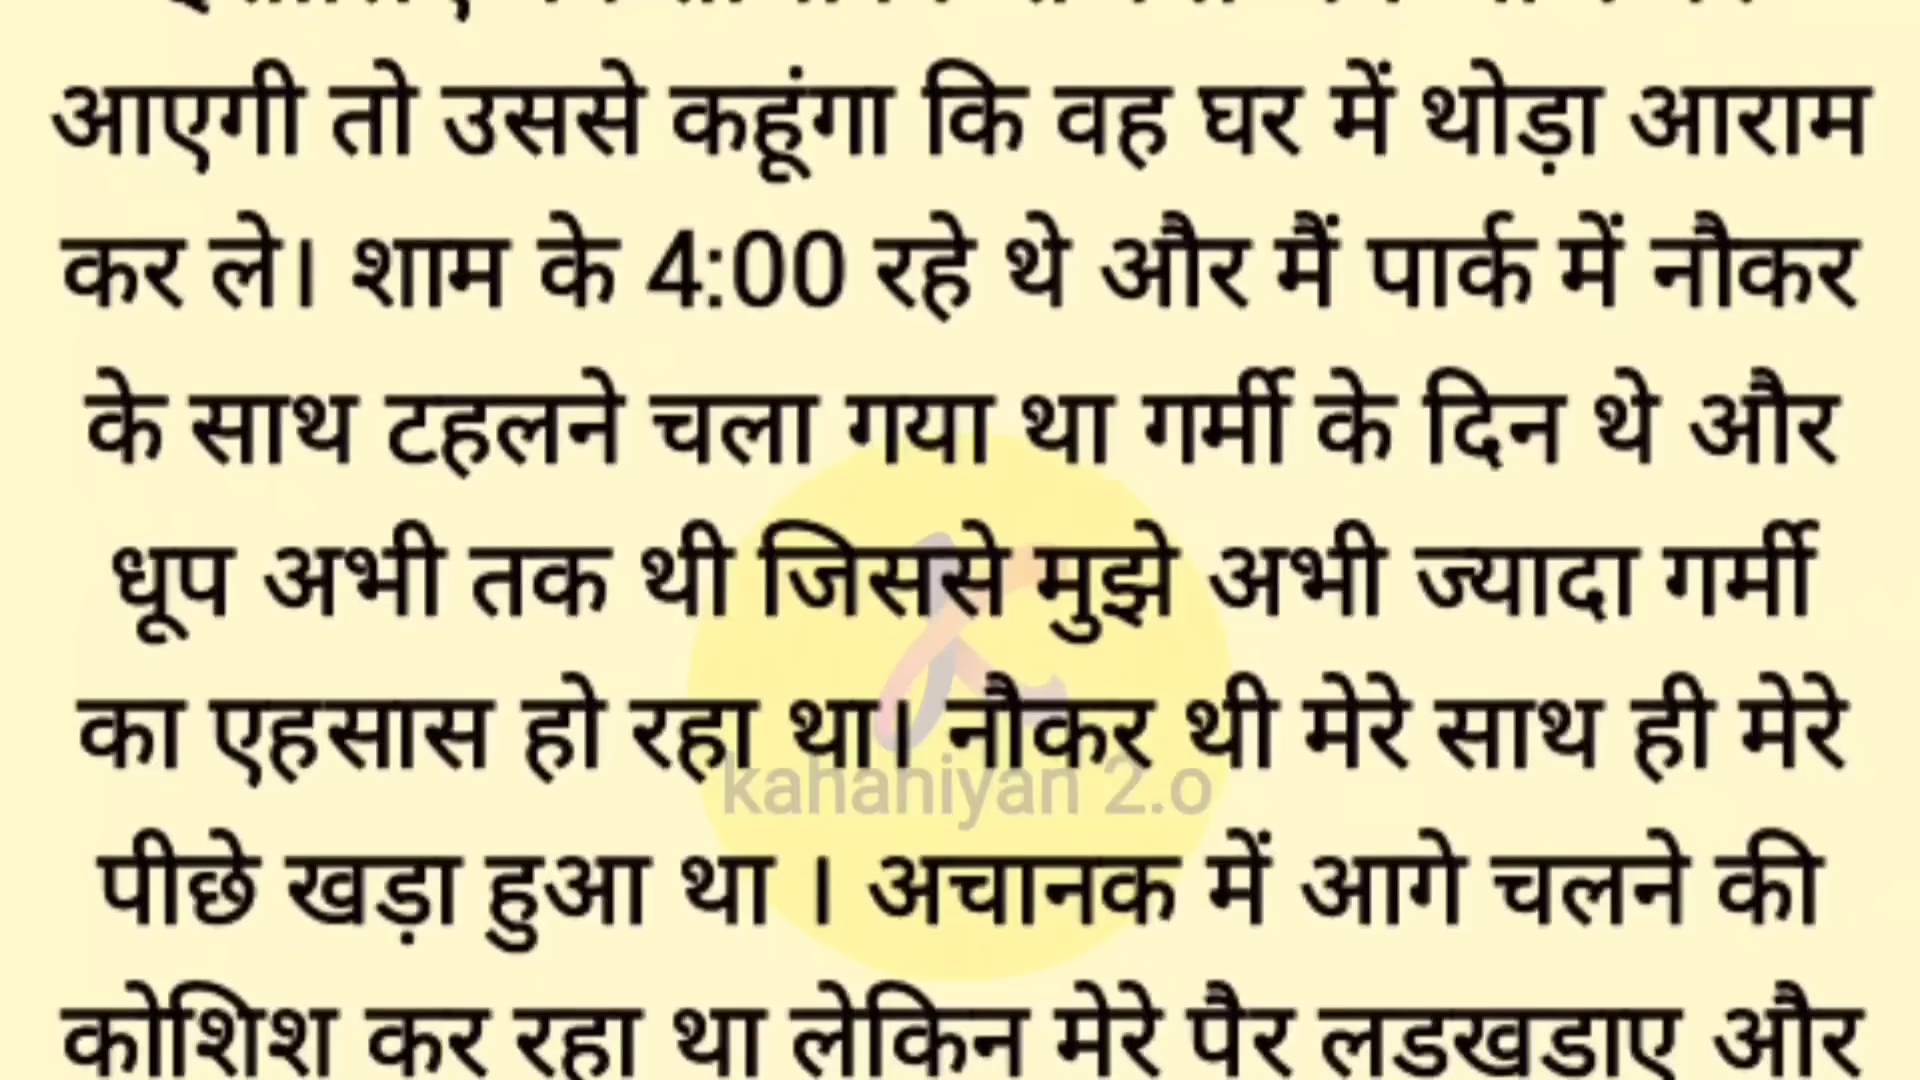 आएगी तो उससे कहूंगा कि वह घर में थोड़ा आराम
कर ले। शाम के 4:00 रहे थे और मैं पार्क में नौकर
के साथ टहलने चला गया था गर्मी के दिन थे और
धूप अभी तक थी जिससे मुझे अभी ज्यादा गर्मी
का एहसास हो रहा था। नौकर थी मेरे साथ ही मेरे
kahaniyan 2.o
पीछे खड़ा हुआ था । अचानक में आगे चलने की
कोशिश कर रहा था लेकिन मेरे पैर लडखडाए और